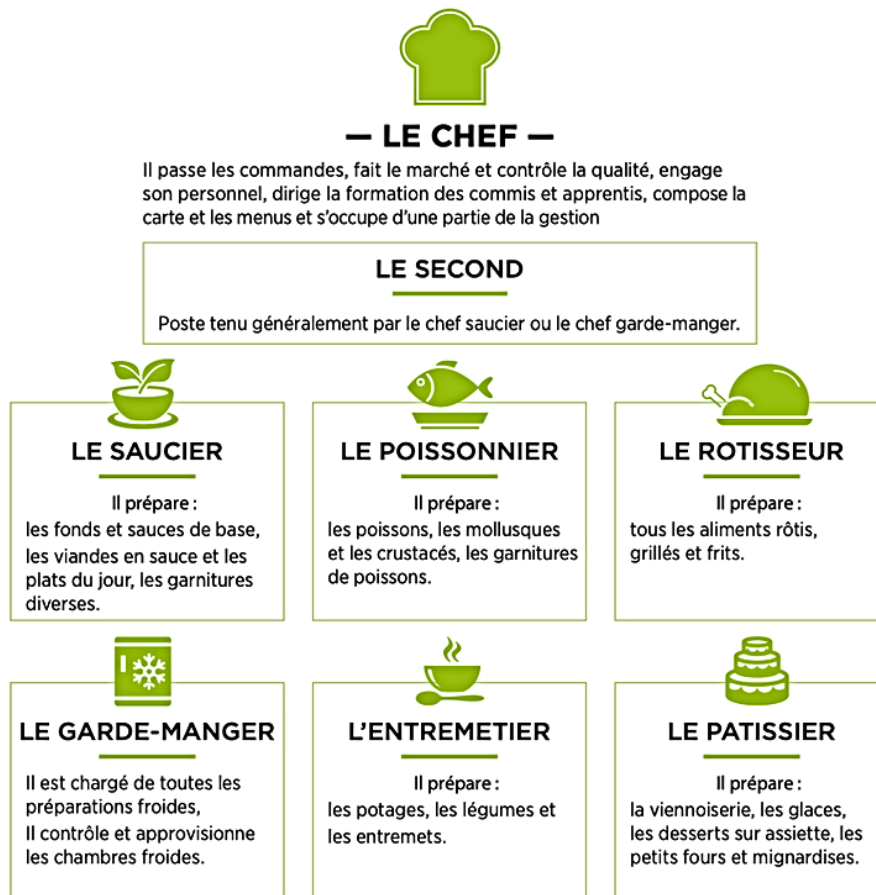 — LE CHEF —
Il passe les commandes, fait le marché et contrôle la qualité, engage
son personnel, dirige la formation des commis et apprentis, compose la
carte et les menus et s’occupe d’une partie de la gestion
LE SECOND
Poste tenu généralement par le chef saucier ou le chef garde-manger.
LE SAUCIER
Il prépare :
les fonds et sauces de base,
les viandes en sauce et les
plats du jour, les garnitures
diverses.
LE POISSONNIER
Il prépare :
les poissons, les mollusques
et les crustacés, les garnitures
de poissons.
LE ROTISSEUR
Il prépare :
tous les aliments rôtis,
grillés et frits.
LE GARDE-MANGER
Il est chargé de toutes les
préparations froides,
Il contrôle et approvisionne
les chambres froides.
L’ENTREMETIER
Il prépare :
les potages, les légumes et
les entremets.
LE PATISSIER
Il prépare :
la viennoiserie, les glaces,
les desserts sur assiette, les
petits fours et mignardises.